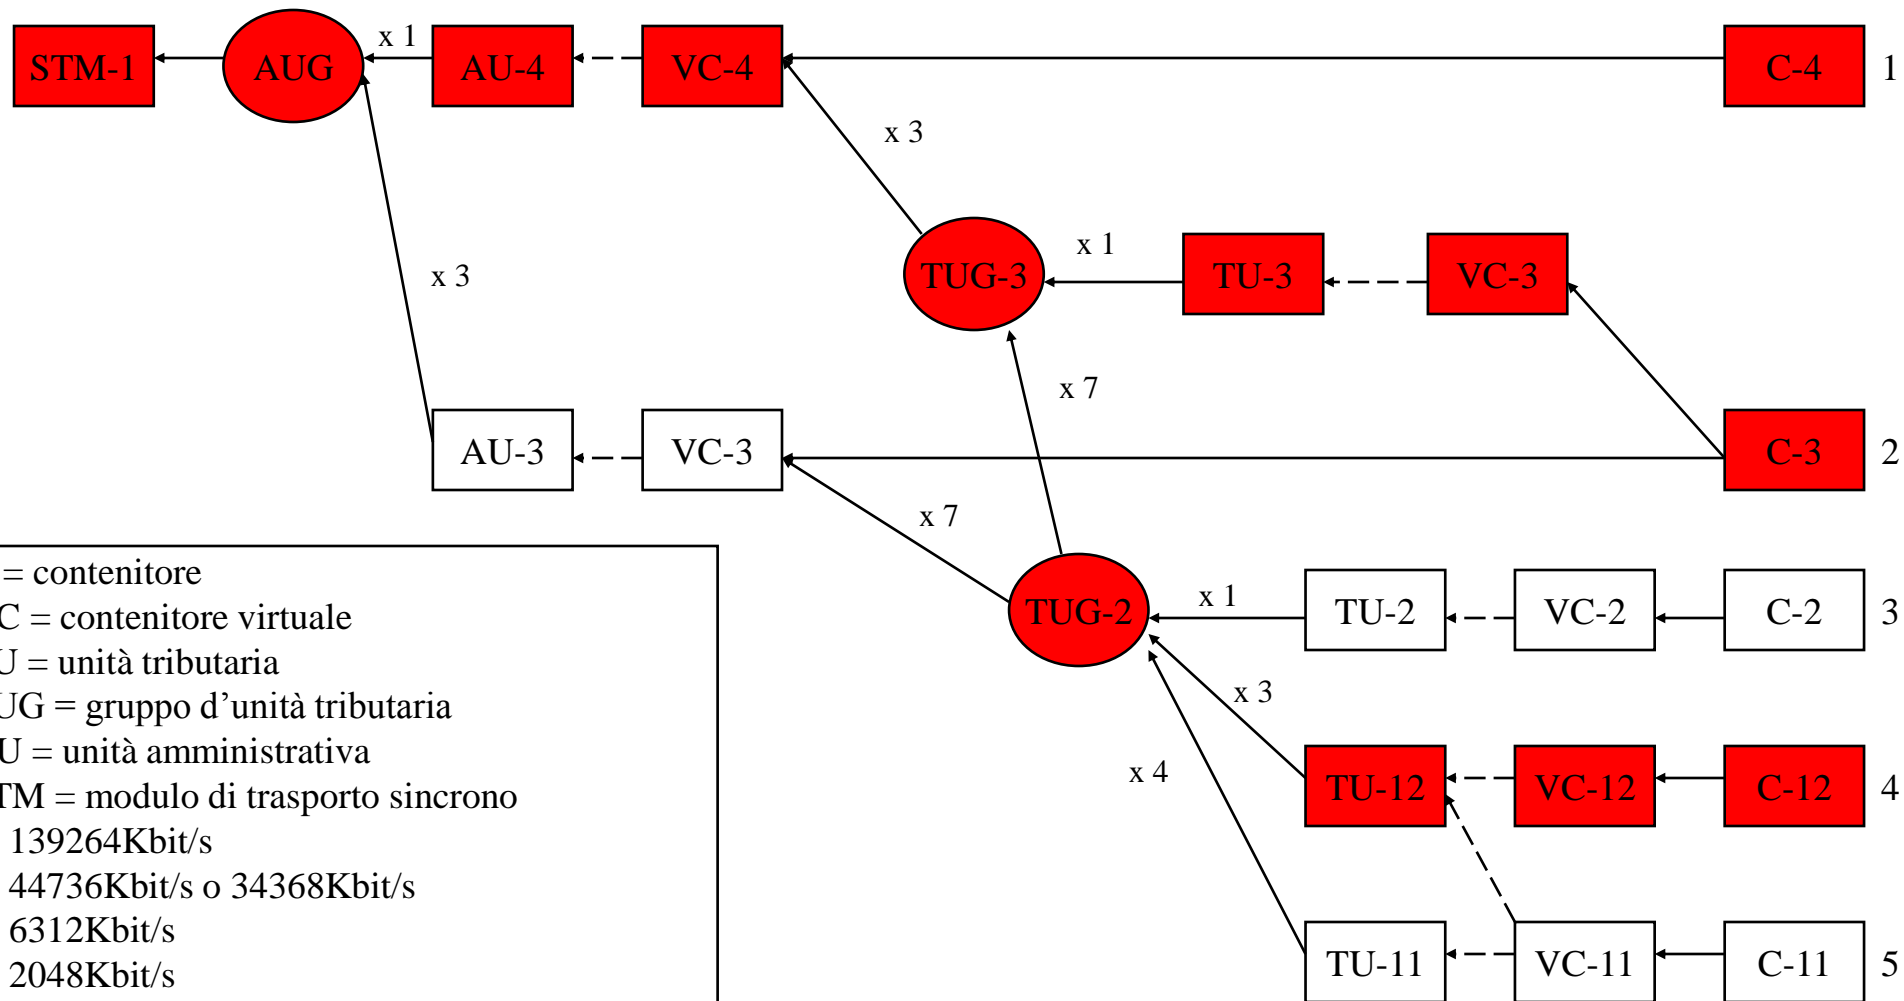 STM-1
AUG
x 1
AU-4
VC-4
C-4
1
x 3
x 3
TUG-3
x 1
TU-3
VC-3
x 7
AU-3
VC-3
C-3
2
x 7
TUG-2
x 1
TU-2
VC-2
C-2
3
x 3
x 4
TU-12
VC-12
C-12
4
TU-11
VC-11
C-11
5
= contenitore
C = contenitore virtuale
U = unità tributaria
UG = gruppo d'unità tributaria
U = unità amministrativa
TM = modulo di trasporto sincrono
139264Kbit/s
44736Kbit/s o 34368Kbit/s
6312Kbit/s
2048Kbit/s